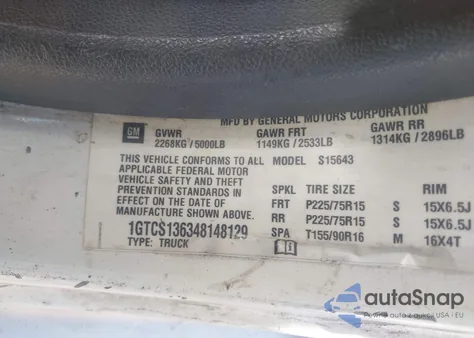 MFD BY GENERAL MOTORS CORPORATION
GM GVWR GAWR FRT GAWR RR
2268KG / 5000LB 1149KG / 2533LB 1314KG / 2896LB
THIS VEHICLE CONFORMS TO ALL MODEL S15643
APPLICABLE FEDERAL MOTOR
VEHICLE SAFETY AND THEFT
PREVENTION STANDARDS IN SPKL TIRE SIZE RIM
EFFECT ON THE DATE OF FRT P225/75R15 S 15X6.5J
MANUFACTURE SHOWN ABOVE. RR P225/75R15 S 15X6.5J
1GTCS136348148129 SPA T155/90R16 M 16X4T
TYPE: TRUCK
autoSnap